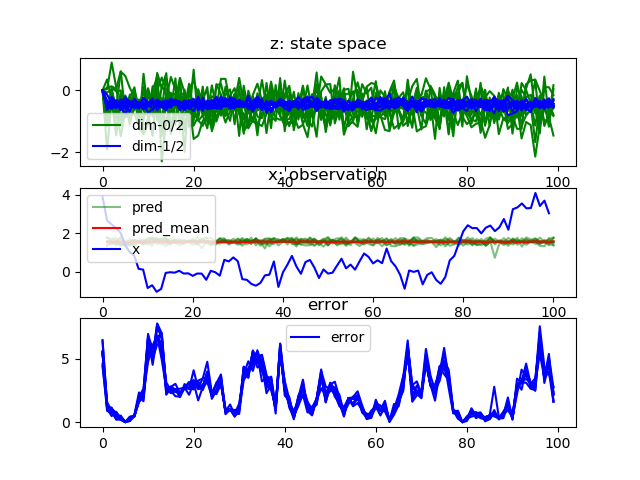 z: state space
0
−2
dim-0/2
dim-1/2
0 20 40 60 80 100
x: observation
4
2
0
pred
pred_mean
x
0 20 40 60 80 100
error
5
0
error
0 20 40 60 80 100